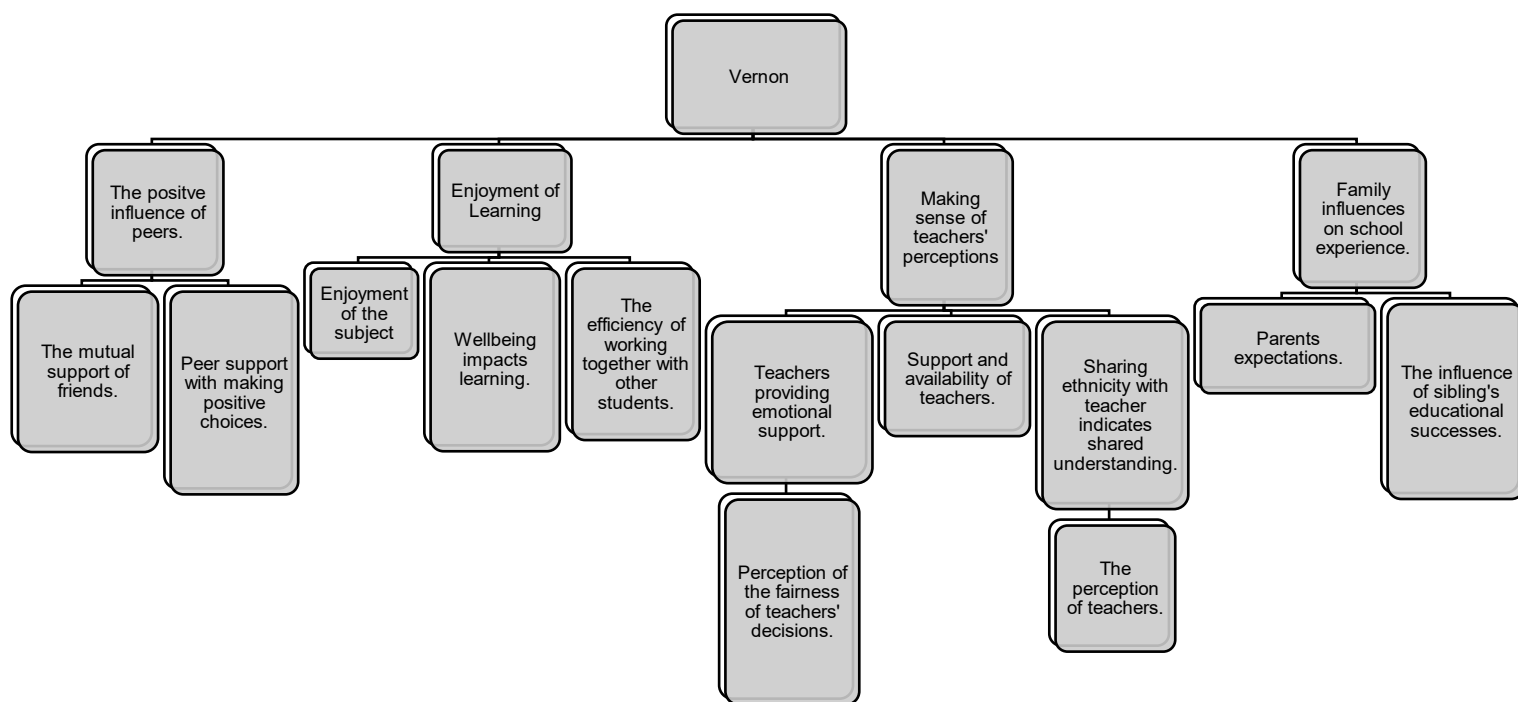 Vernon
The positve
influence of
peers.
Enjoyment of
Learning
Making
sense of
teachers'
perceptions
Family
influences
on school
experience.
The mutual
support of
friends.
Peer support
with making
positive
choices.
Enjoyment
of the
subject
Wellbeing
impacts
learning.
The
efficiency of
working
together with
other
students.
Teachers
providing
emotional
support.
Support and
availability of
teachers.
Sharing
ethnicity with
teacher
indicates
shared
understanding.
Parents
expectations.
The influence
of sibling's
educational
successes.
Perception of
the fairness
of teachers'
decisions.
The
perception
of teachers.